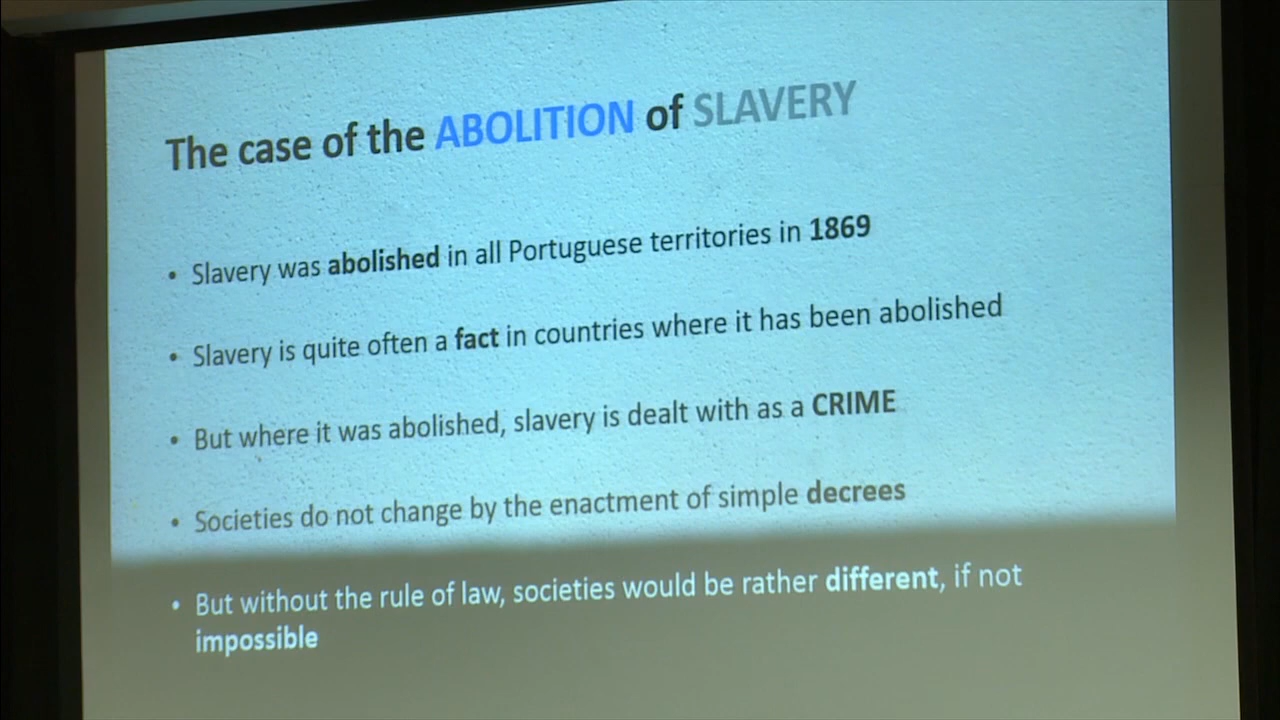 The case of the ABOLITION of SLAVERY
• Slavery was abolished in all Portuguese territories in 1869
• Slavery is quite often a fact in countries where it has been abolished
• But where it was abolished, slavery is dealt with as a CRIME
• Societies do not change by the enactment of simple decrees
• But without the rule of law, societies would be rather different, if not
impossible